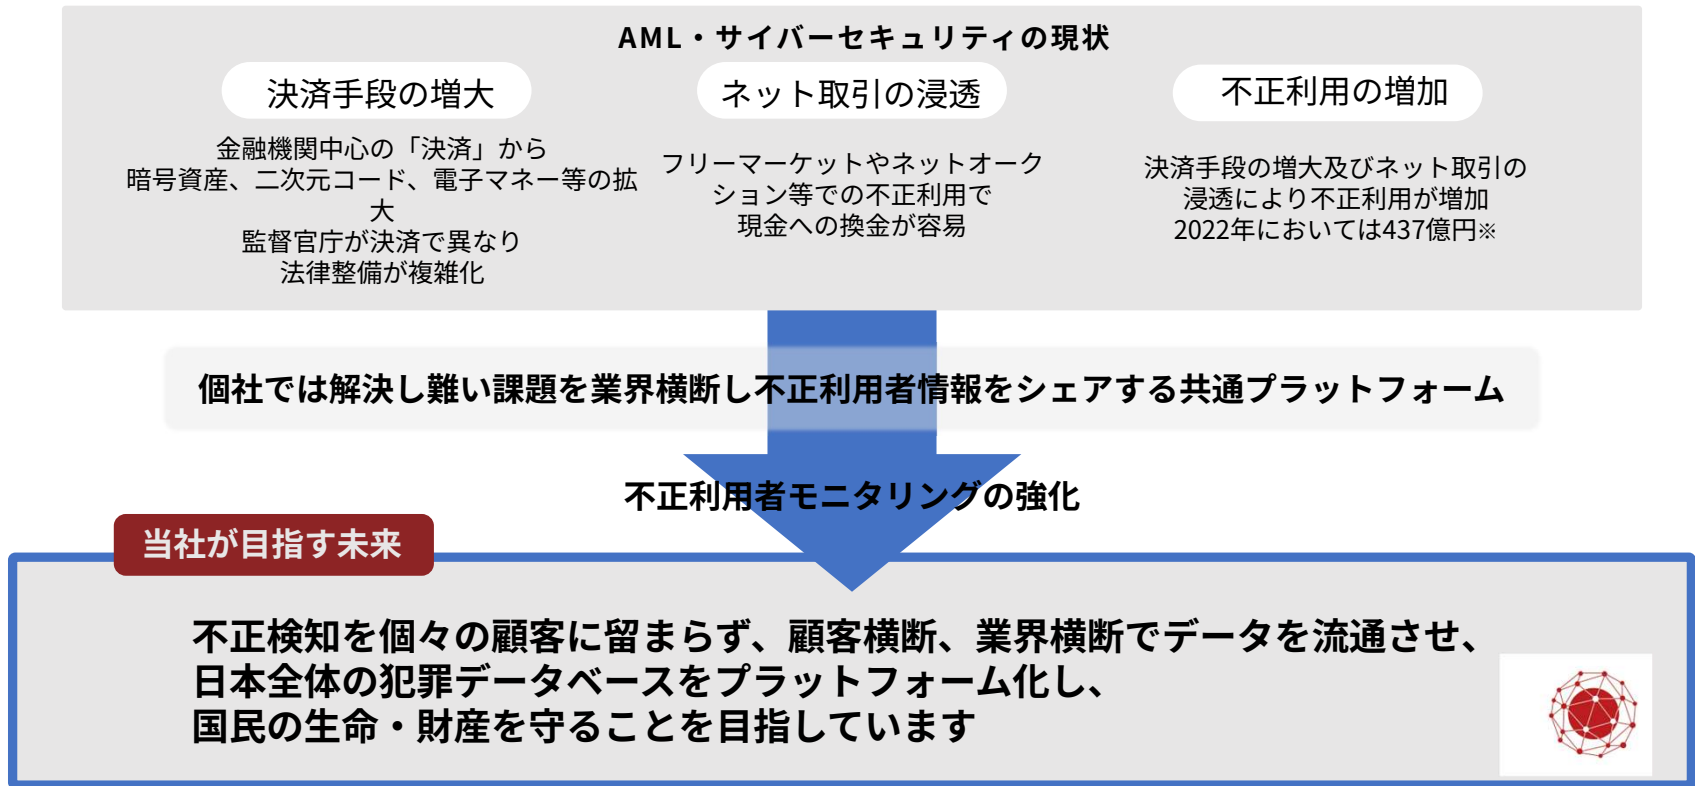 AML・サイバーセキュリティの現状
決済手段の増大
金融機関中心の「決済」から
暗号資産、二次元コード、電子マネー等の拡
大
監督官庁が決済で異なり
法律整備が複雑化
ネット取引の浸透
フリーマーケットやネットオーク
ション等での不正利用で
現金への換金が容易
不正利用の増加
決済手段の増大及びネット取引の
浸透により不正利用が増加
2022年においては437億円※
個社では解決し難い課題を業界横断し不正利用者情報をシェアする共通プラットフォーム
不正利用者モニタリングの強化
当社が目指す未来
不正検知を個々の顧客に留まらず、顧客横断、業界横断でデータを流通させ、
日本全体の犯罪データベースをプラットフォーム化し、
国民の生命・財産を守ることを目指しています